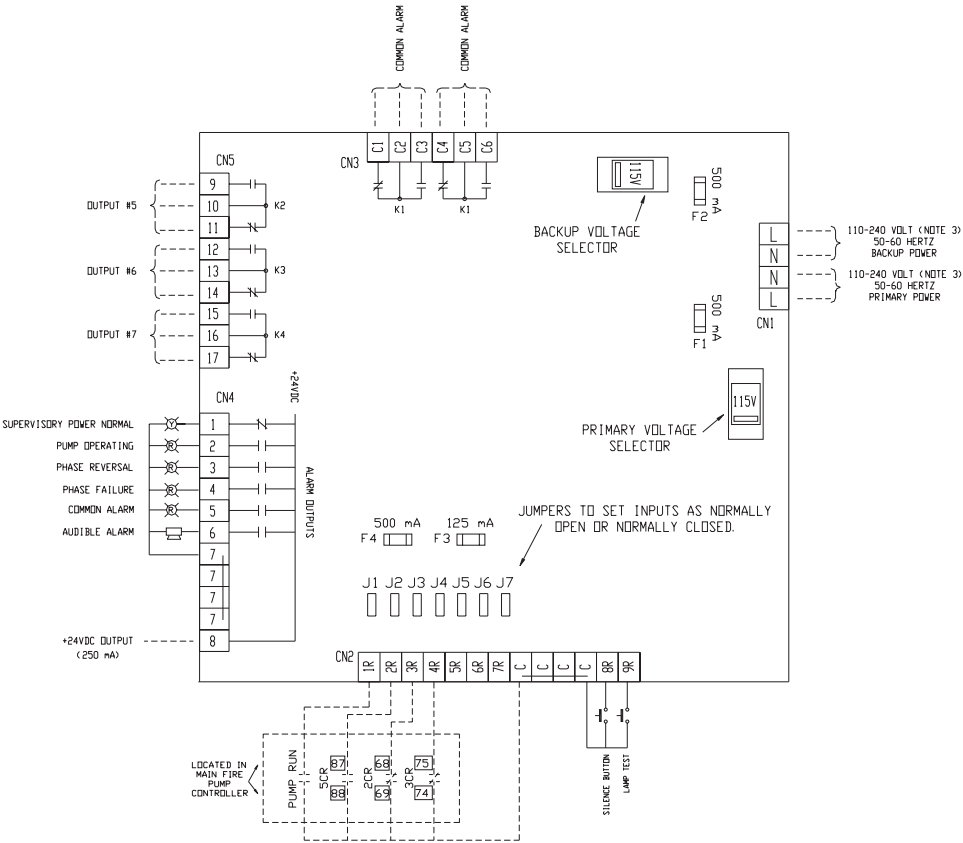 COMMON ALARM
COMMON ALARM
C1 C2 C3 C4 C5 C6
CN3
K1
K1
115V
500 mA
F2
BACKUP VOLTAGE
SELECTOR
L
N
N
L
CN1
110-240 VOLT (NOTE 3)
50-60 HERTZ
BACKUP POWER
110-240 VOLT (NOTE 3)
50-60 HERTZ
PRIMARY POWER
500 mA
F1
115V
PRIMARY VOLTAGE
SELECTOR
CN5
9
10
11
12
13
14
15
16
17
OUTPUT #5
OUTPUT #6
OUTPUT #7
K2
K3
K4
+24VDC
CN4
SUPERVISORY POWER NORMAL Y 1
PUMP OPERATING R 2
PHASE REVERSAL R 3
PHASE FAILURE R 4
COMMON ALARM R 5
AUDIBLE ALARM 6
7
7
7
7
+24VDC OUTPUT 8
(250 mA)
ALARM OUTPUTS
JUMPERS TO SET INPUTS AS NORMALLY
OPEN OR NORMALLY CLOSED.
500 mA 125 mA
F4 F3
J1 J2 J3 J4 J5 J6 J7
CN2
1R 2R 3R 4R 5R 6R 7R C C C C 8R 9R
LOCATED IN
MAIN FIRE
PUMP
CONTROLLER
PUMP RUN
5CR
87
88
2CR
68
69
3CR
75
74
SILENCE BUTTON
LAMP TEST